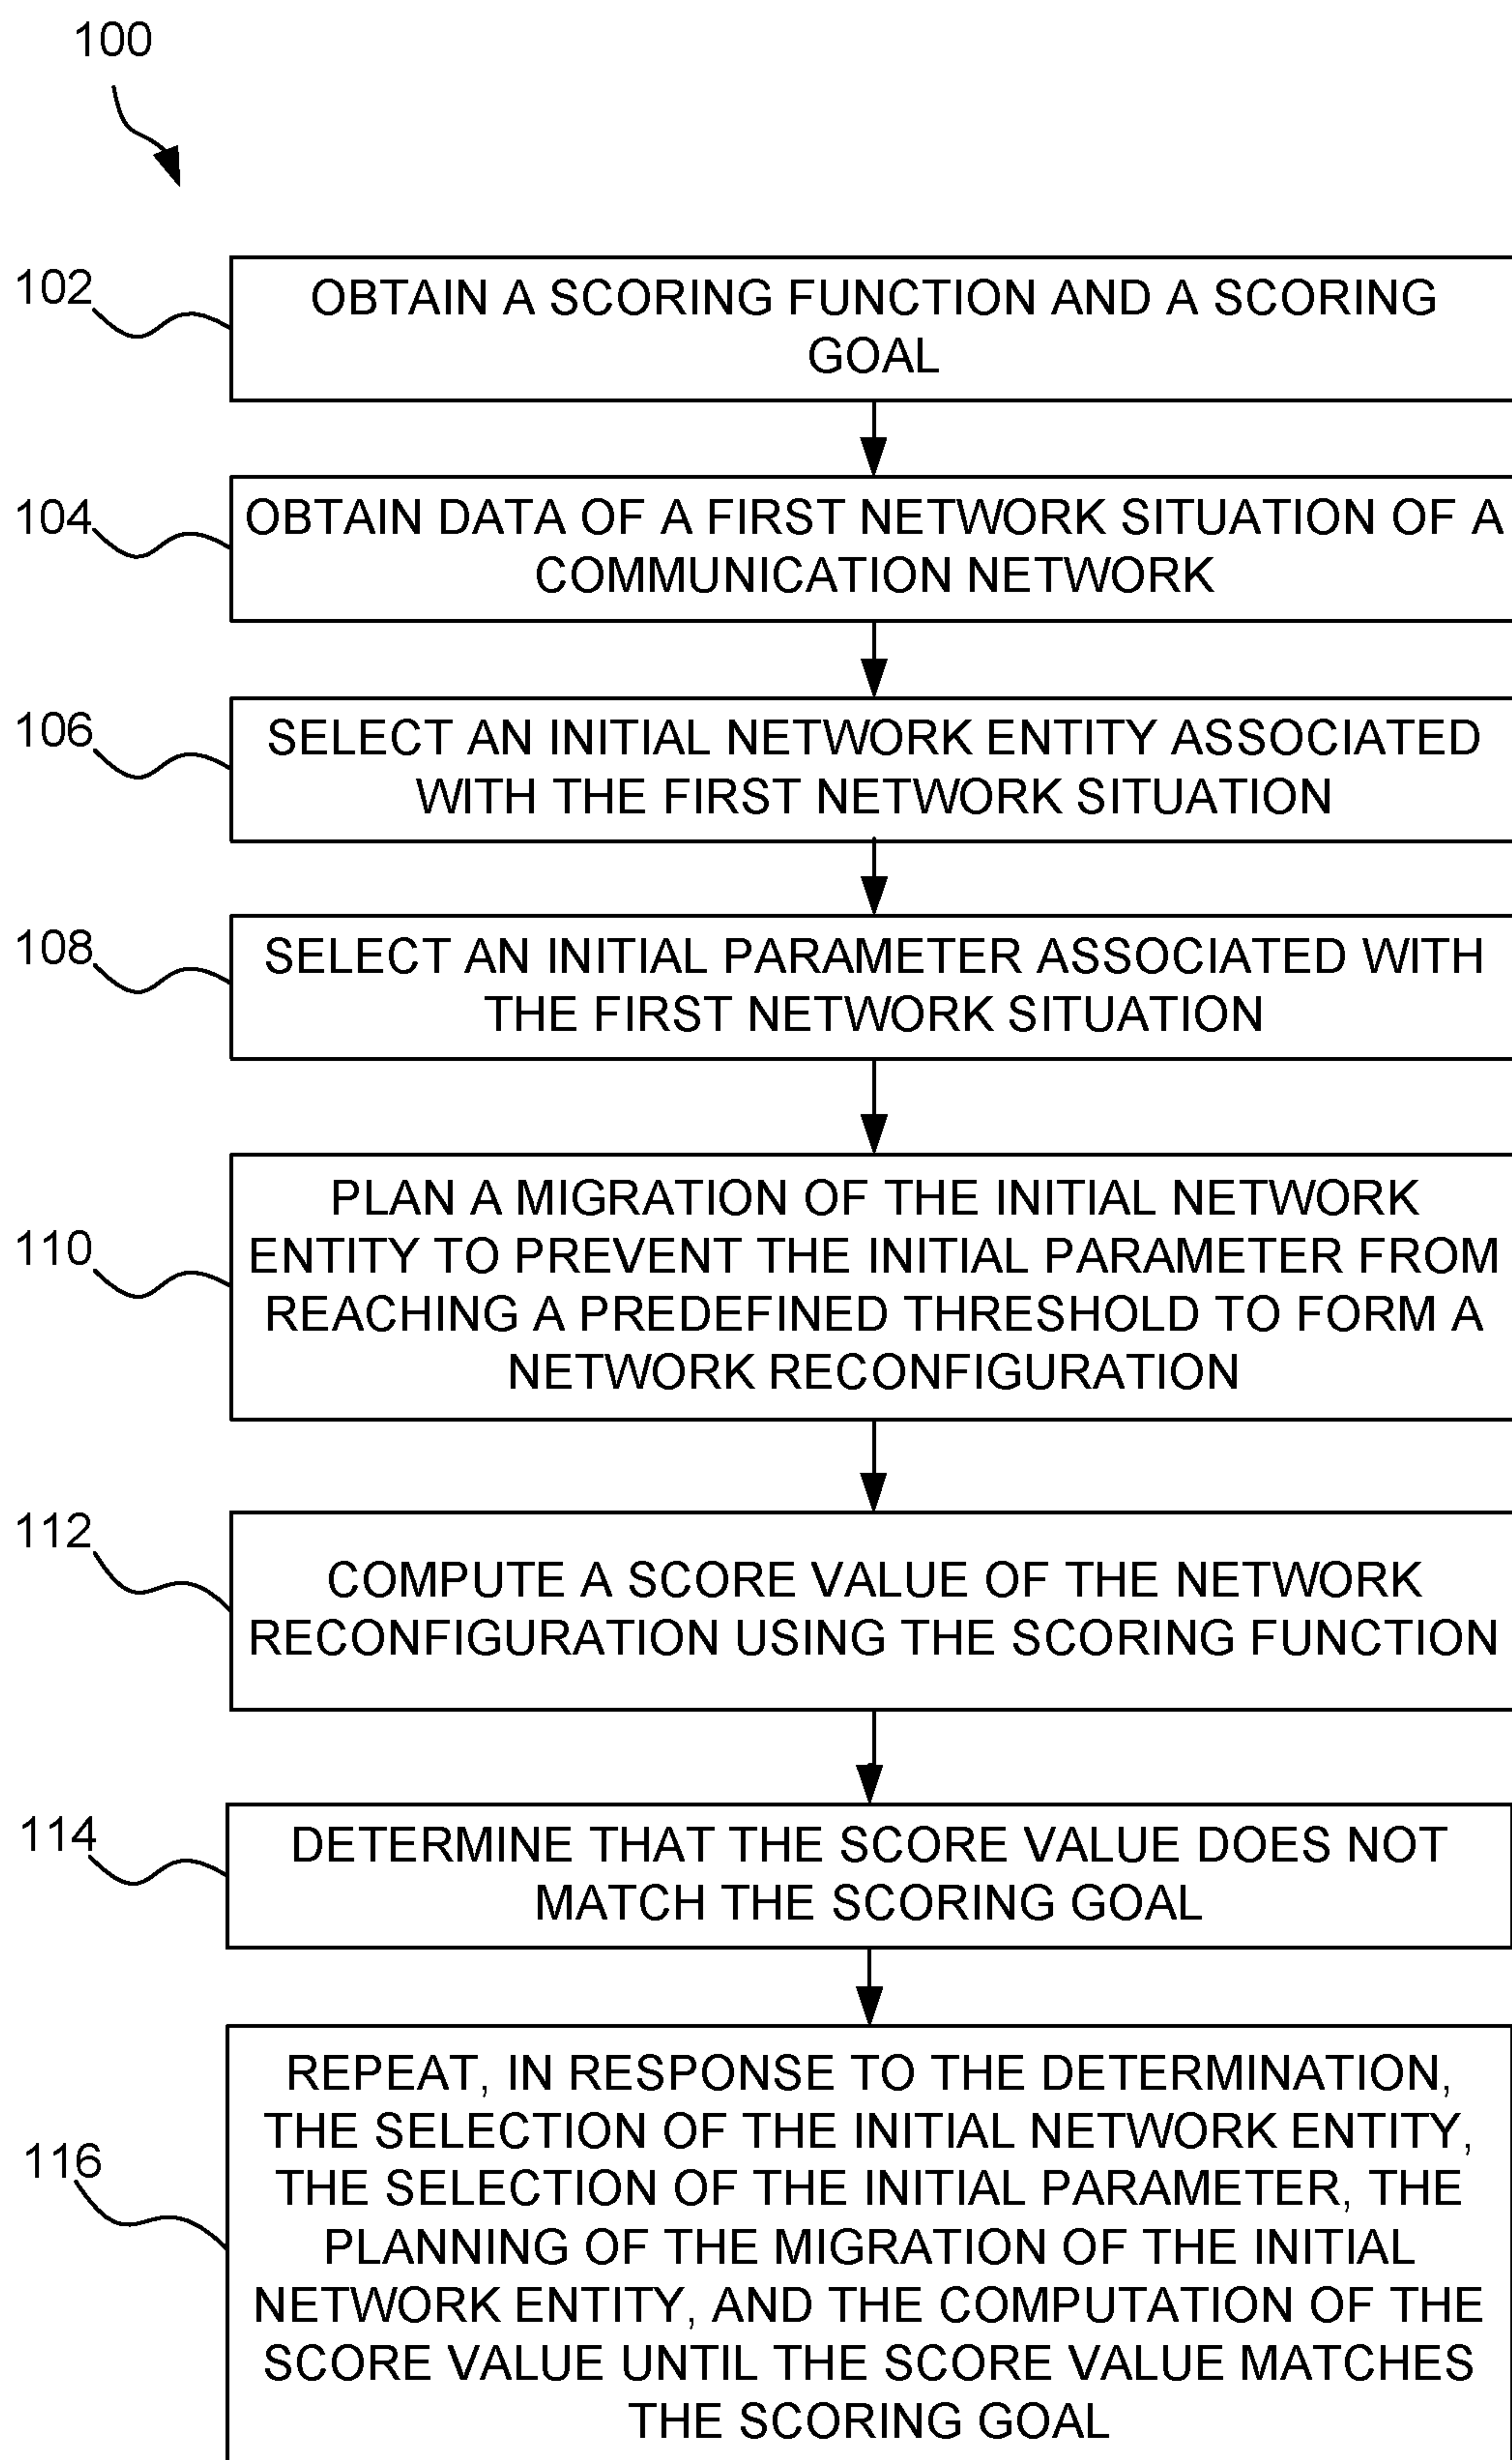 100
102
OBTAIN A SCORING FUNCTION AND A SCORING
GOAL
104
OBTAIN DATA OF A FIRST NETWORK SITUATION OF A
COMMUNICATION NETWORK
106
SELECT AN INITIAL NETWORK ENTITY ASSOCIATED
WITH THE FIRST NETWORK SITUATION
108
SELECT AN INITIAL PARAMETER ASSOCIATED WITH
THE FIRST NETWORK SITUATION
110
PLAN A MIGRATION OF THE INITIAL NETWORK
ENTITY TO PREVENT THE INITIAL PARAMETER FROM
REACHING A PREDEFINED THRESHOLD TO FORM A
NETWORK RECONFIGURATION
112
COMPUTE A SCORE VALUE OF THE NETWORK
RECONFIGURATION USING THE SCORING FUNCTION
114
DETERMINE THAT THE SCORE VALUE DOES NOT
MATCH THE SCORING GOAL
116
REPEAT, IN RESPONSE TO THE DETERMINATION,
THE SELECTION OF THE INITIAL NETWORK ENTITY,
THE SELECTION OF THE INITIAL PARAMETER, THE
PLANNING OF THE MIGRATION OF THE INITIAL
NETWORK ENTITY, AND THE COMPUTATION OF THE
SCORE VALUE UNTIL THE SCORE VALUE MATCHES
THE SCORING GOAL